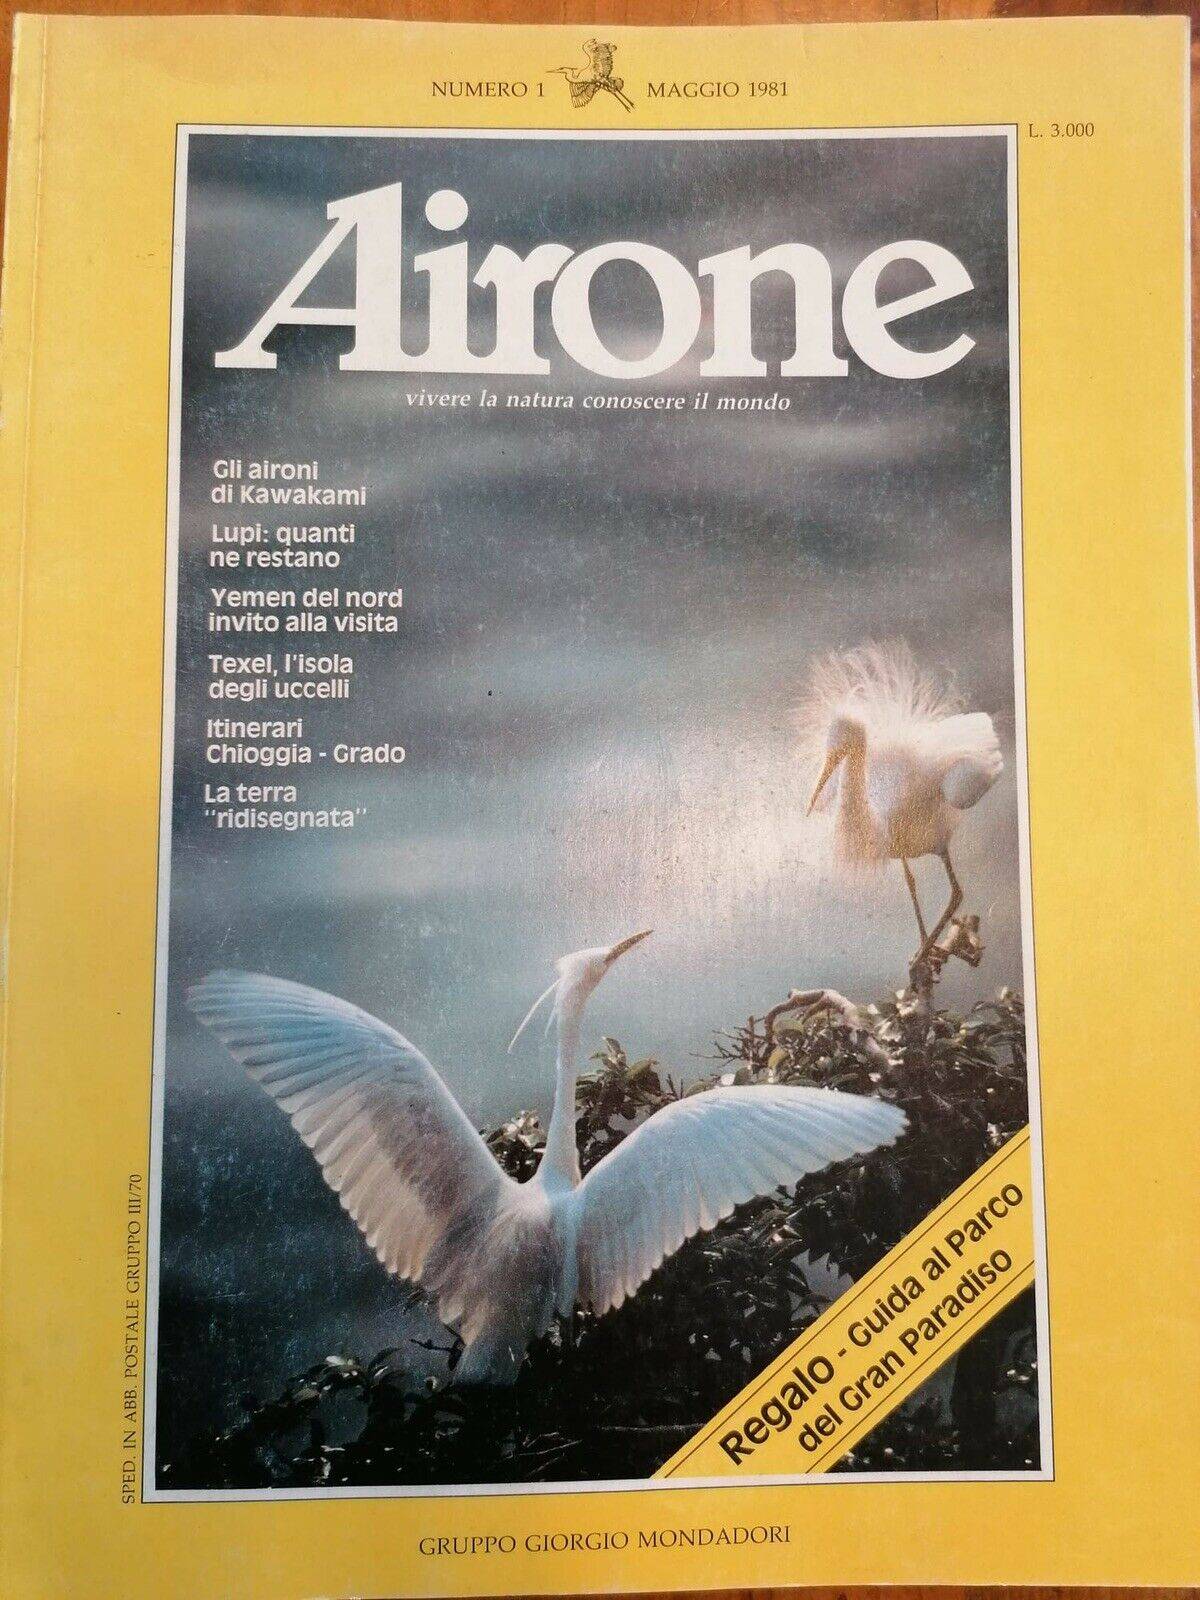 NUMERO 1 MAGGIO 1981
L. 3.000
Airone
vivere la natura conoscere il mondo
Gli aironi
di Kawakami
Lupi: quanti
ne restano
Yemen del nord
invito alla visita
Texel, l'isola
degli uccelli
Itinerari
Chioggia - Grado
La terra
"ridisegnata"
Regalo - Guida al Parco
del Gran Paradiso
SPED. IN ABB. POSTALE GRUPPO III/70
GRUPPO GIORGIO MONDADORI